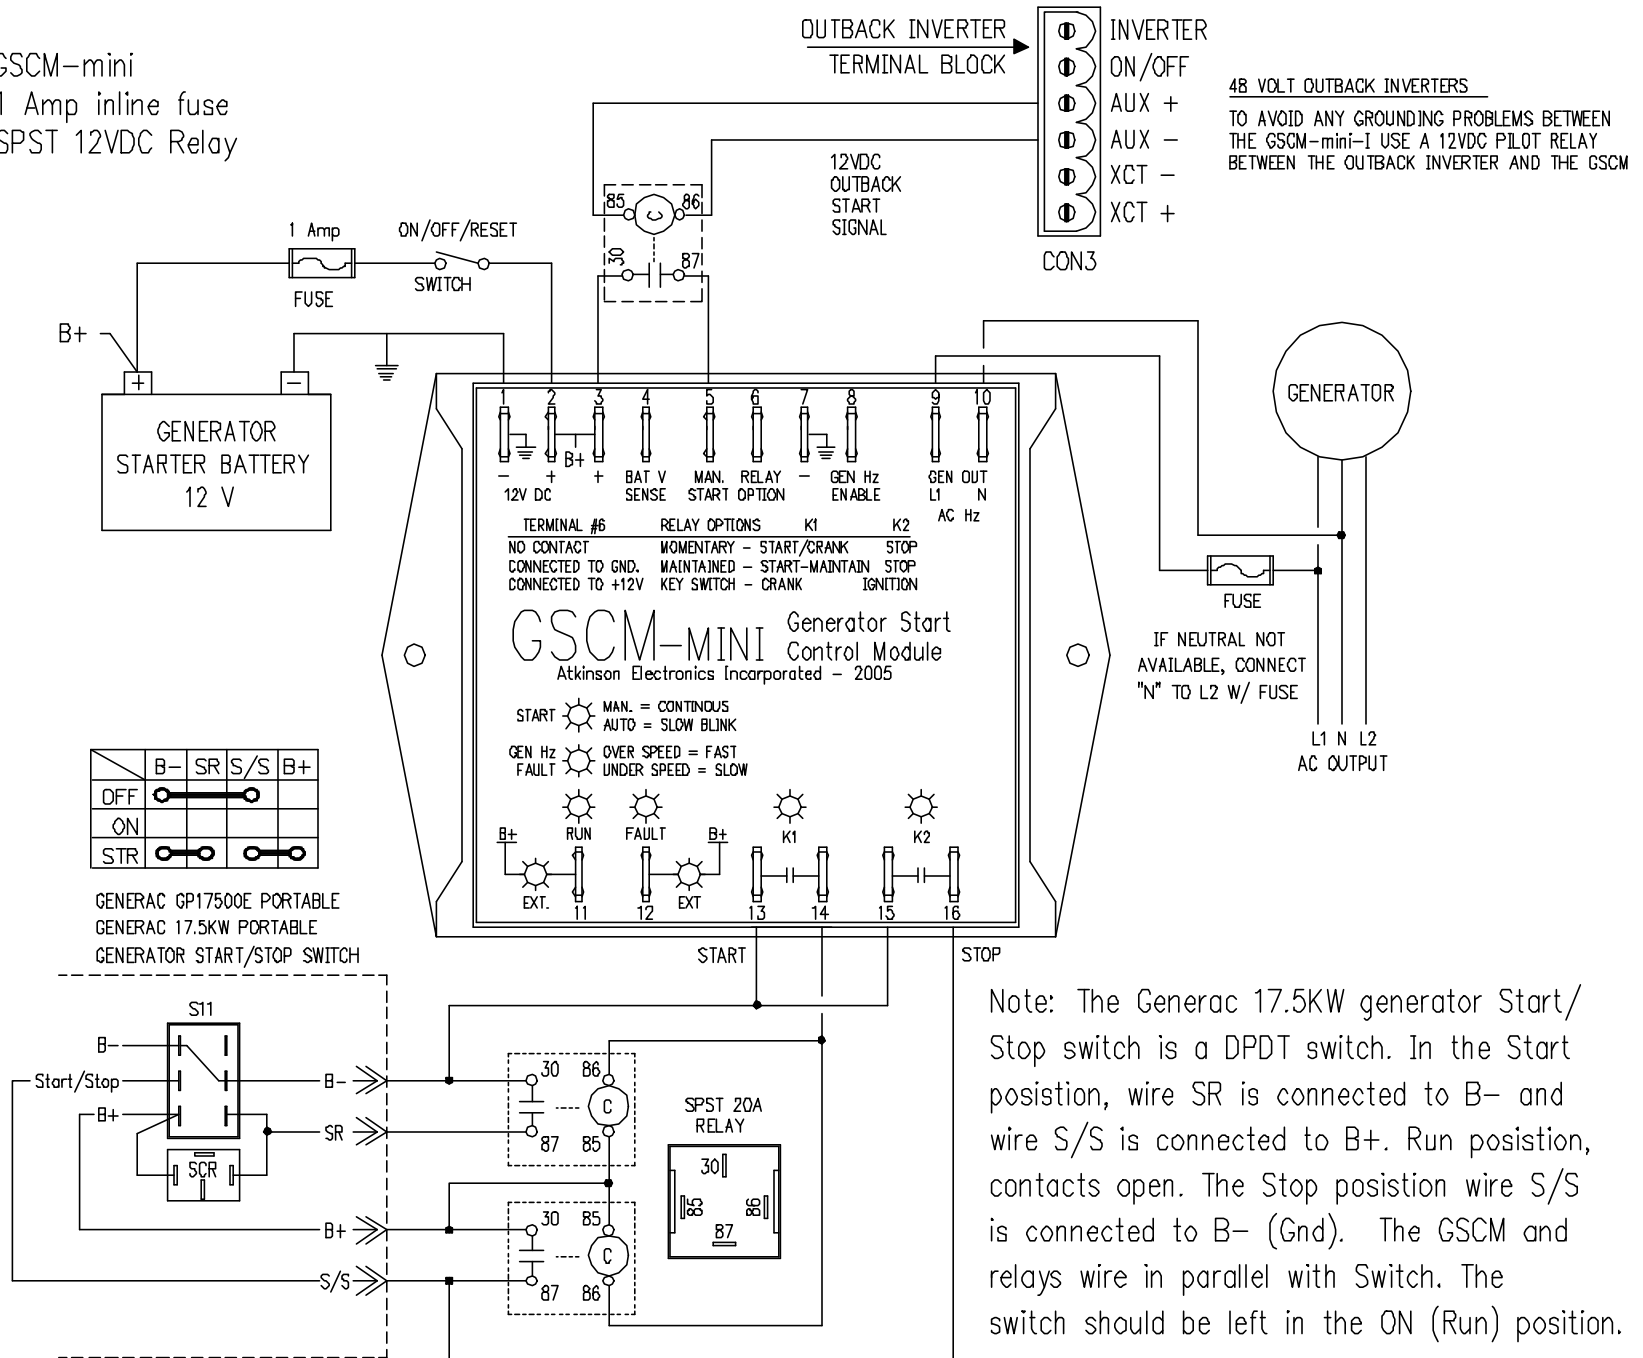 GSCM-mini
1 Amp inline fuse
SPST 12VDC Relay
OUTBACK INVERTER
TERMINAL BLOCK
INVERTER
ON/OFF
AUX +
AUX -
XCT -
XCT +
CON3
48 VOLT OUTBACK INVERTERS
TO AVOID ANY GROUNDING PROBLEMS BETWEEN
THE GSCM-mini-I USE A 12VDC PILOT RELAY
BETWEEN THE OUTBACK INVERTER AND THE GSCM
12VDC
OUTBACK
START
SIGNAL
85 C 86
30 87
1 Amp
FUSE
ON/OFF/RESET
SWITCH
B+
+ -
GENERATOR
STARTER BATTERY
12 V
GENERATOR
1 2 3 4 5 6 7 8 9 10
B+
- + + BAT V MAN. RELAY - GEN Hz GEN OUT
12V DC SENSE START OPTION ENABLE L1 N
AC Hz
TERMINAL #6 RELAY OPTIONS K1 K2
NO CONTACT MOMENTARY - START/CRANK STOP
CONNECTED TO GND. MAINTAINED - START-MAINTAIN STOP
CONNECTED TO +12V KEY SWITCH - CRANK IGNITION
GSCM-MINI Generator Start
Control Module
Atkinson Electronics Incorporated - 2005
START MAN. = CONTINOUS
AUTO = SLOW BLINK
GEN Hz OVER SPEED = FAST
FAULT UNDER SPEED = SLOW
RUN FAULT K1 K2
B+ B+
EXT. EXT
11 12 13 14 15 16
FUSE
IF NEUTRAL NOT
AVAILABLE, CONNECT
"N" TO L2 W/ FUSE
L1 N L2
AC OUTPUT
B- SR S/S B+
OFF
ON
STR
GENERAC GP17500E PORTABLE
GENERAC 17.5KW PORTABLE
GENERATOR START/STOP SWITCH
START
STOP
S11
B-
Start/Stop
B+
SCR
B-
SR
B+
S/S
30 86
C
87 85
30 85
C
87 86
SPST 20A
RELAY
30
85 86
87
Note: The Generac 17.5KW generator Start/
Stop switch is a DPDT switch. In the Start
posistion, wire SR is connected to B- and
wire S/S is connected to B+. Run posistion,
contacts open. The Stop posistion wire S/S
is connected to B- (Gnd). The GSCM and
relays wire in parallel with Switch. The
switch should be left in the ON (Run) position.